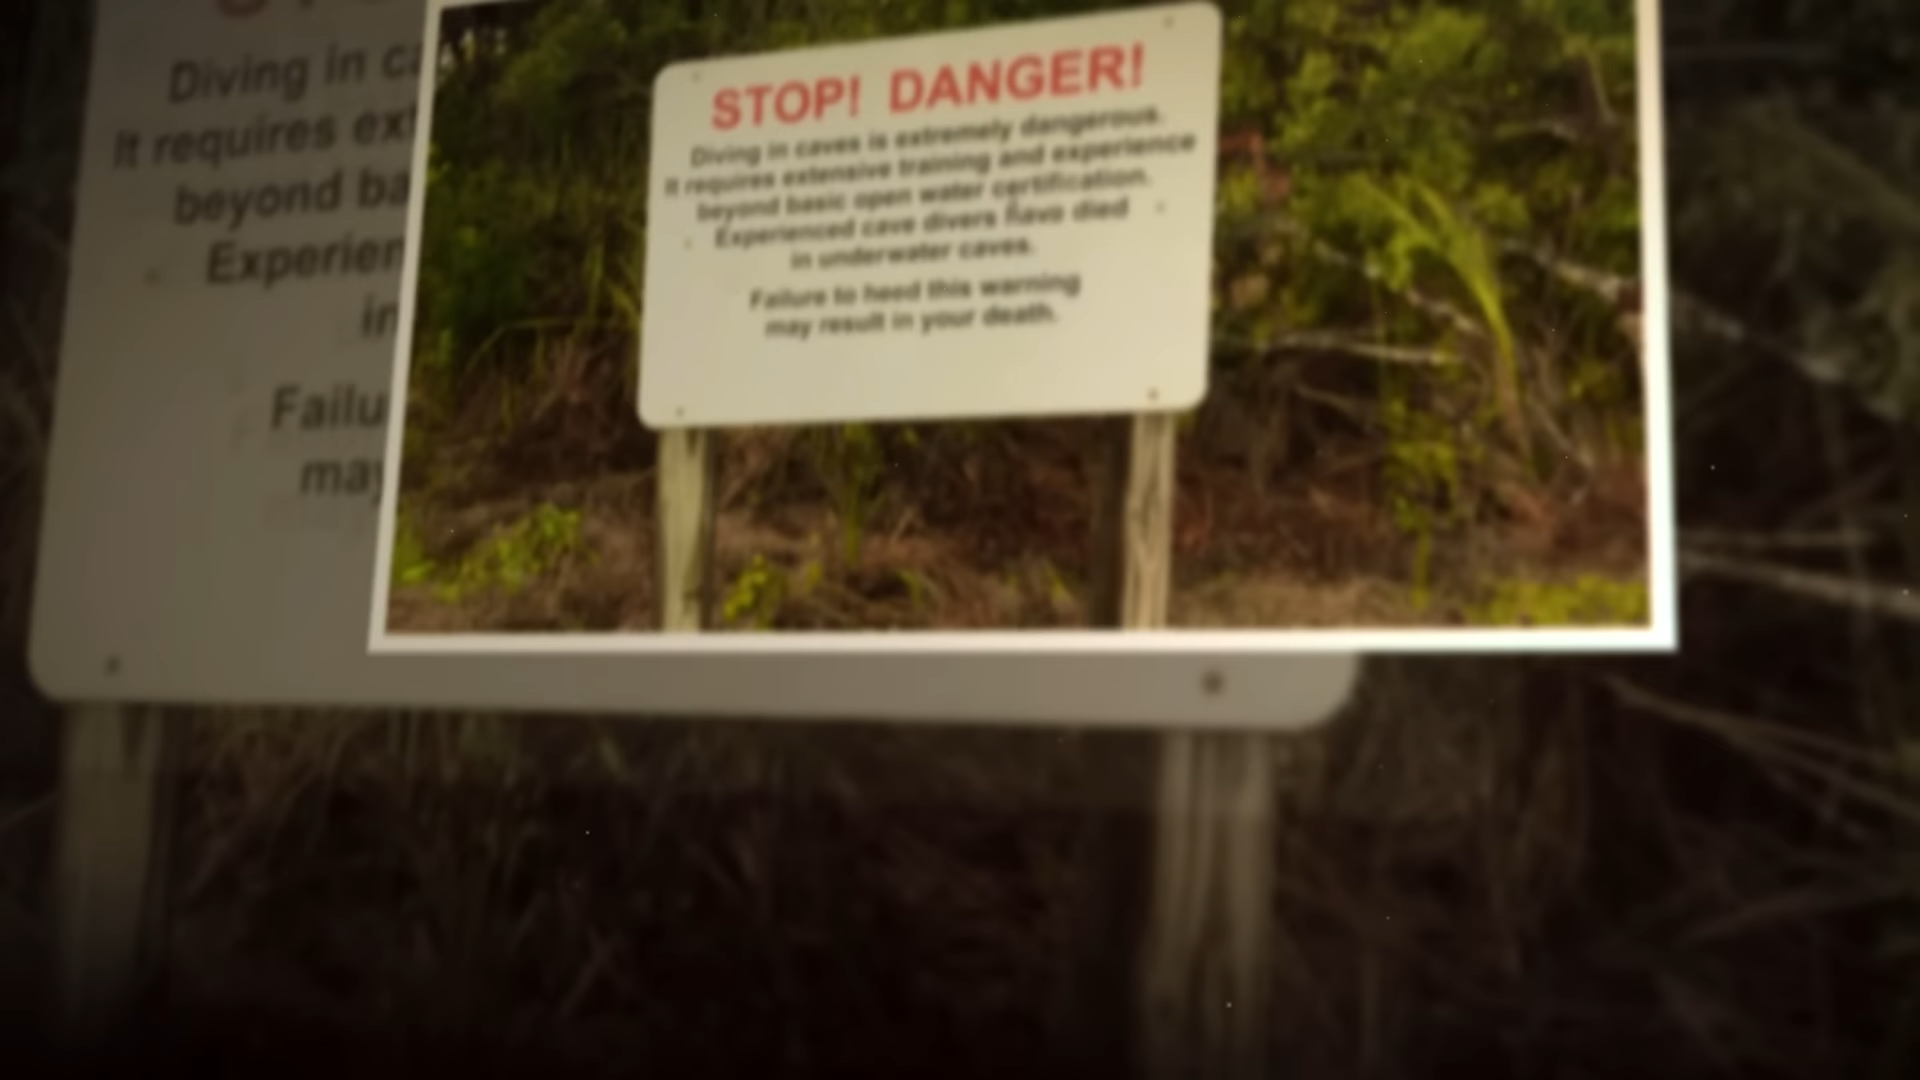 STOP! DANGER!
Diving in caves is extremely dangerous.
It requires extensive training and experience
beyond basic open water certification.
Experienced cave divers have died
in underwater caves.
Failure to heed this warning
may result in your death.
Diving in ca
It requires ext
beyond ba
Experien
in
Failu
may